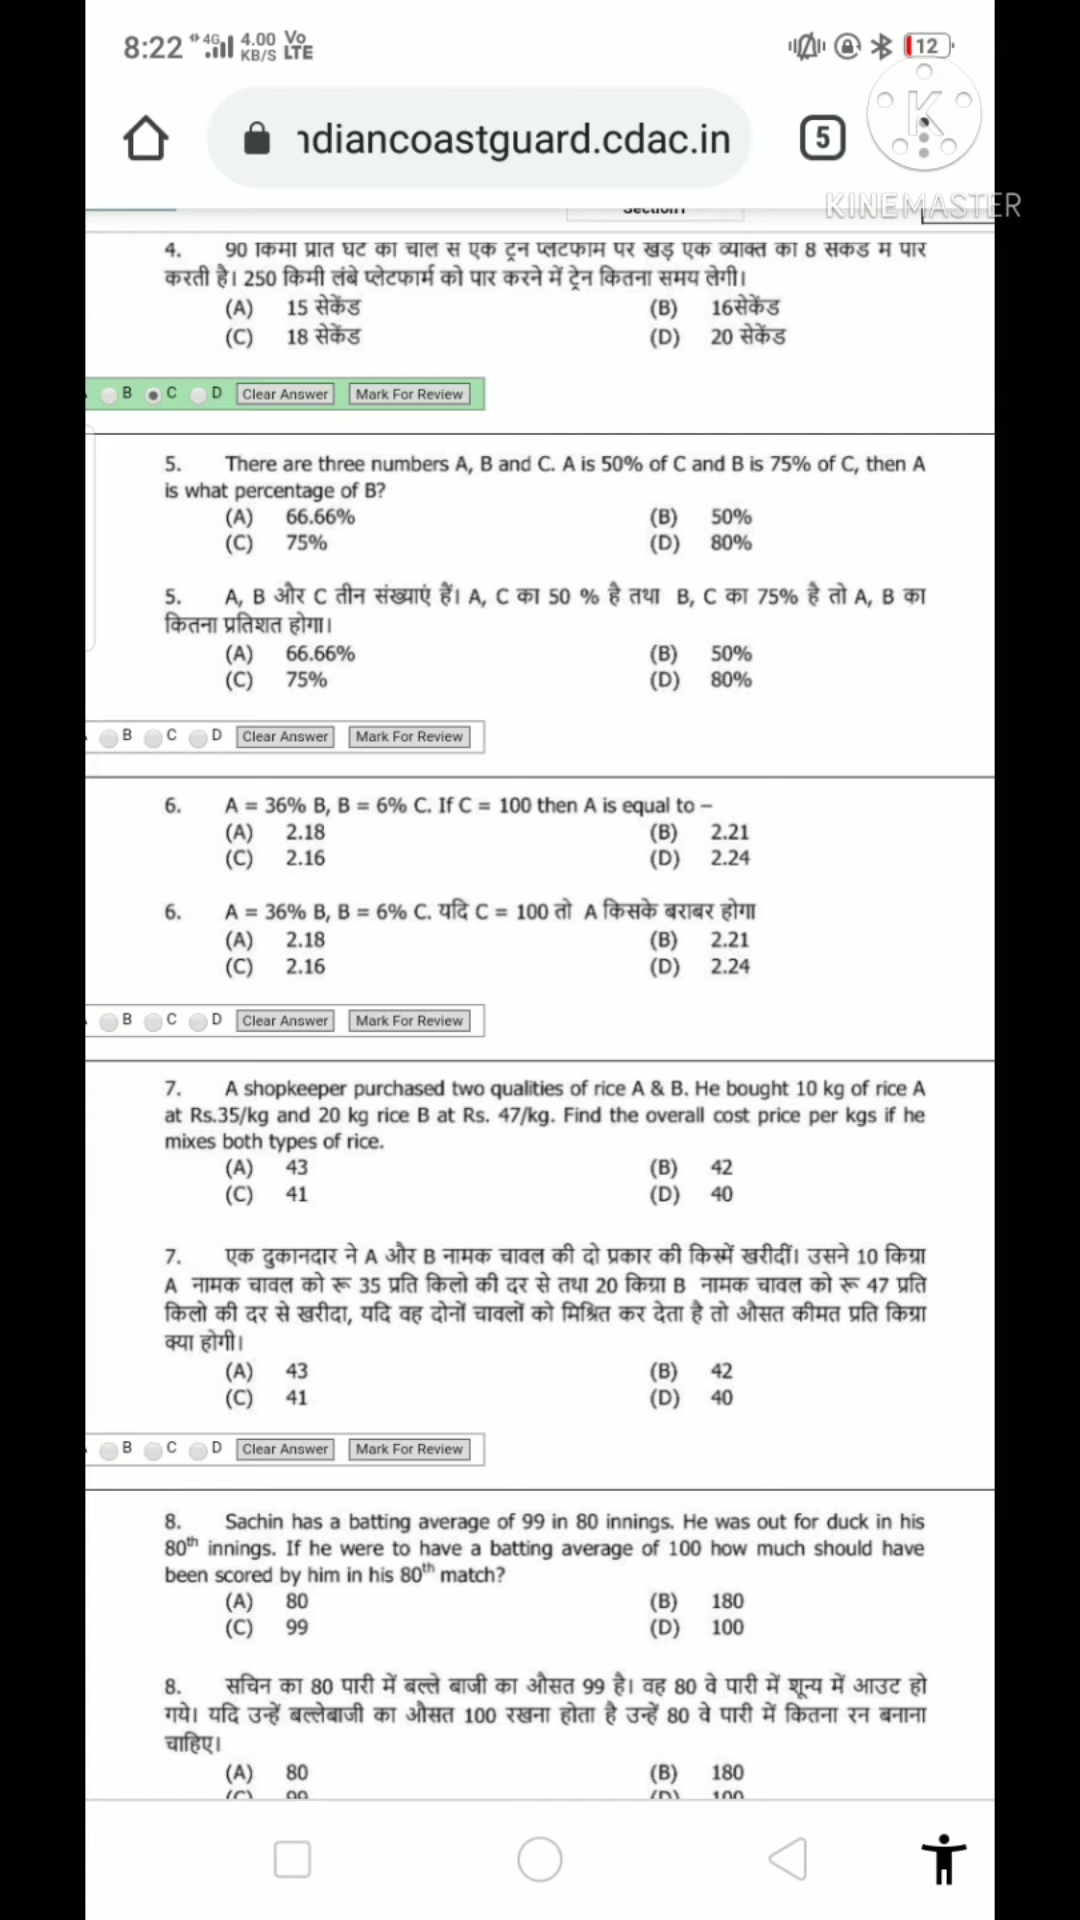 8:22 4G 4.00 KB/S Vo LTE 12
ndiancoastguard.cdac.in 5
KINEMASTER
Section I
4. 90 किमी प्रति घंटे की चाल से एक ट्रेन प्लेटफार्म पर खड़े एक व्यक्ति को 8 सेकंड में पार
करती है। 250 किमी लंबे प्लेटफार्म को पार करने में ट्रेन कितना समय लेगी।
(A) 15 सेकेंड (B) 16सेकेंड
(C) 18 सेकेंड (D) 20 सेकेंड
B C D Clear Answer Mark For Review
5. There are three numbers A, B and C. A is 50% of C and B is 75% of C, then A
is what percentage of B?
(A) 66.66% (B) 50%
(C) 75% (D) 80%
5. A, B और C तीन संख्याएं हैं। A, C का 50 % है तथा B, C का 75% है तो A, B का
कितना प्रतिशत होगा।
(A) 66.66% (B) 50%
(C) 75% (D) 80%
B C D Clear Answer Mark For Review
6. A = 36% B, B = 6% C. If C = 100 then A is equal to –
(A) 2.18 (B) 2.21
(C) 2.16 (D) 2.24
6. A = 36% B, B = 6% C. यदि C = 100 तो A किसके बराबर होगा
(A) 2.18 (B) 2.21
(C) 2.16 (D) 2.24
B C D Clear Answer Mark For Review
7. A shopkeeper purchased two qualities of rice A & B. He bought 10 kg of rice A
at Rs.35/kg and 20 kg rice B at Rs. 47/kg. Find the overall cost price per kgs if he
mixes both types of rice.
(A) 43 (B) 42
(C) 41 (D) 40
7. एक दुकानदार ने A और B नामक चावल की दो प्रकार की किस्में खरीदीं। उसने 10 किग्रा
A नामक चावल को रू 35 प्रति किलो की दर से तथा 20 किग्रा B नामक चावल को रू 47 प्रति
किलो की दर से खरीदा, यदि वह दोनों चावलों को मिश्रित कर देता है तो औसत कीमत प्रति किग्रा
क्या होगी।
(A) 43 (B) 42
(C) 41 (D) 40
B C D Clear Answer Mark For Review
8. Sachin has a batting average of 99 in 80 innings. He was out for duck in his
80th innings. If he were to have a batting average of 100 how much should have
been scored by him in his 80th match?
(A) 80 (B) 180
(C) 99 (D) 100
8. सचिन का 80 पारी में बल्ले बाजी का औसत 99 है। वह 80 वे पारी में शून्य में आउट हो
गये। यदि उन्हें बल्लेबाजी का औसत 100 रखना होता है उन्हें 80 वे पारी में कितना रन बनाना
चाहिए।
(A) 80 (B) 180
(C) 99 (D) 100